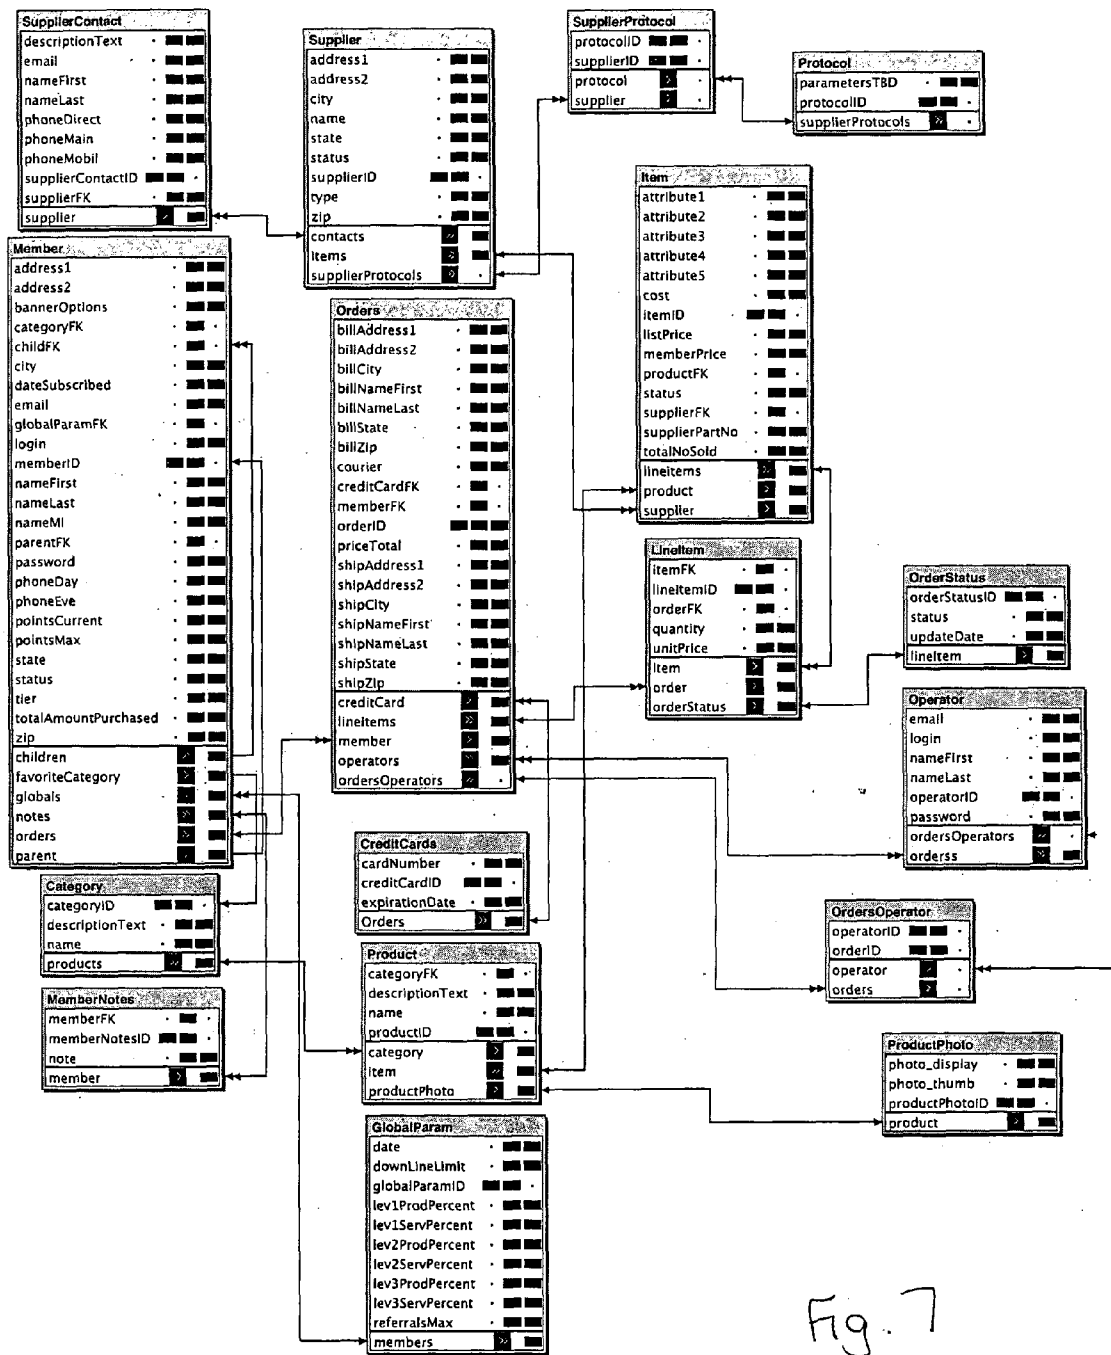 SupplierContact
descriptionText
email
nameFirst
nameLast
phoneDirect
phoneMain
phoneMobil
supplierContactID
supplierFK
supplier
Supplier
address1
address2
city
name
state
status
supplierID
type
zip
contacts
items
supplierProtocols
SupplierProtocol
protocolID
supplierID
protocol
supplier
Protocol
parametersTBD
protocolID
supplierProtocols
Item
attribute1
attribute2
attribute3
attribute4
attribute5
cost
itemID
listPrice
memberPrice
productFK
status
supplierFK
supplierPartNo
totalNoSold
lineItems
product
supplier
Member
address1
address2
bannerOptions
categoryFK
childFK
city
dateSubscribed
email
globalParamFK
login
memberID
nameFirst
nameLast
nameMI
parentFK
password
phoneDay
phoneEve
pointsCurrent
pointsMax
state
status
tier
totalAmountPurchased
zip
children
favoriteCategory
globals
notes
orders
parent
Orders
billAddress1
billAddress2
billCity
billNameFirst
billNameLast
billState
billZip
courier
creditCardFK
memberFK
orderID
priceTotal
shipAddress1
shipAddress2
shipCity
shipNameFirst
shipNameLast
shipState
shipZip
creditCard
lineItems
member
operators
ordersOperators
LineItem
itemFK
lineItemID
orderFK
quantity
unitPrice
item
order
orderStatus
OrderStatus
orderStatusID
status
updateDate
lineItem
Operator
email
login
nameFirst
nameLast
operatorID
password
ordersOperators
orderss
CreditCards
cardNumber
creditCardID
expirationDate
Orders
Category
categoryID
descriptionText
name
products
OrdersOperator
operatorID
orderID
operator
orders
Product
categoryFK
descriptionText
name
productID
category
item
productPhoto
MemberNotes
memberFK
memberNotesID
note
member
ProductPhoto
photo_display
photo_thumb
productPhotoID
product
GlobalParam
date
downLineLimit
globalParamID
lev1ProdPercent
lev1ServPercent
lev2ProdPercent
lev2ServPercent
lev3ProdPercent
lev3ServPercent
referralsMax
members
Fig. 7